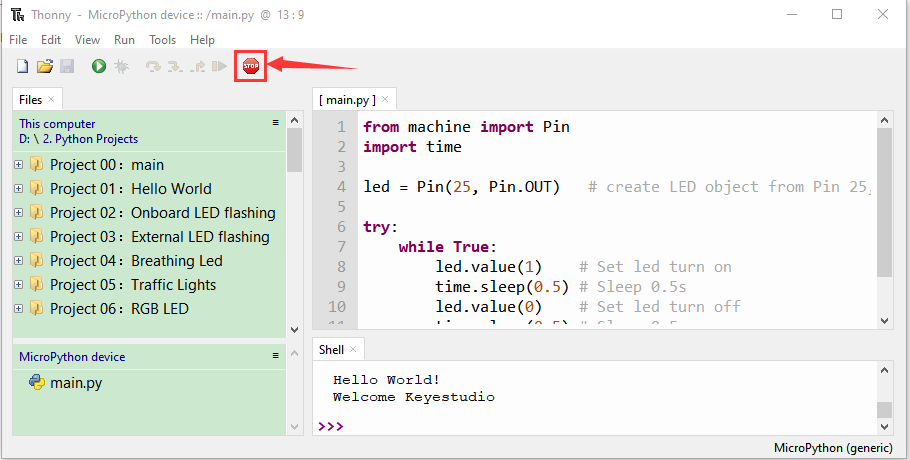 Thonny - MicroPython device :: /main.py @ 13 : 9
File Edit View Run Tools Help
STOP
Files
This computer
D: \ 2. Python Projects
Project 00：main
Project 01：Hello World
Project 02：Onboard LED flashing
Project 03：External LED flashing
Project 04：Breathing Led
Project 05：Traffic Lights
Project 06：RGB LED
MicroPython device
main.py
[ main.py ]
1 from machine import Pin
2 import time
3
4 led = Pin(25, Pin.OUT)   # create LED object from Pin 25,
5
6 try:
7     while True:
8         led.value(1)    # Set led turn on
9         time.sleep(0.5) # Sleep 0.5s
10         led.value(0)    # Set led turn off
Shell
Hello World!
Welcome Keyestudio
>>>
MicroPython (generic)